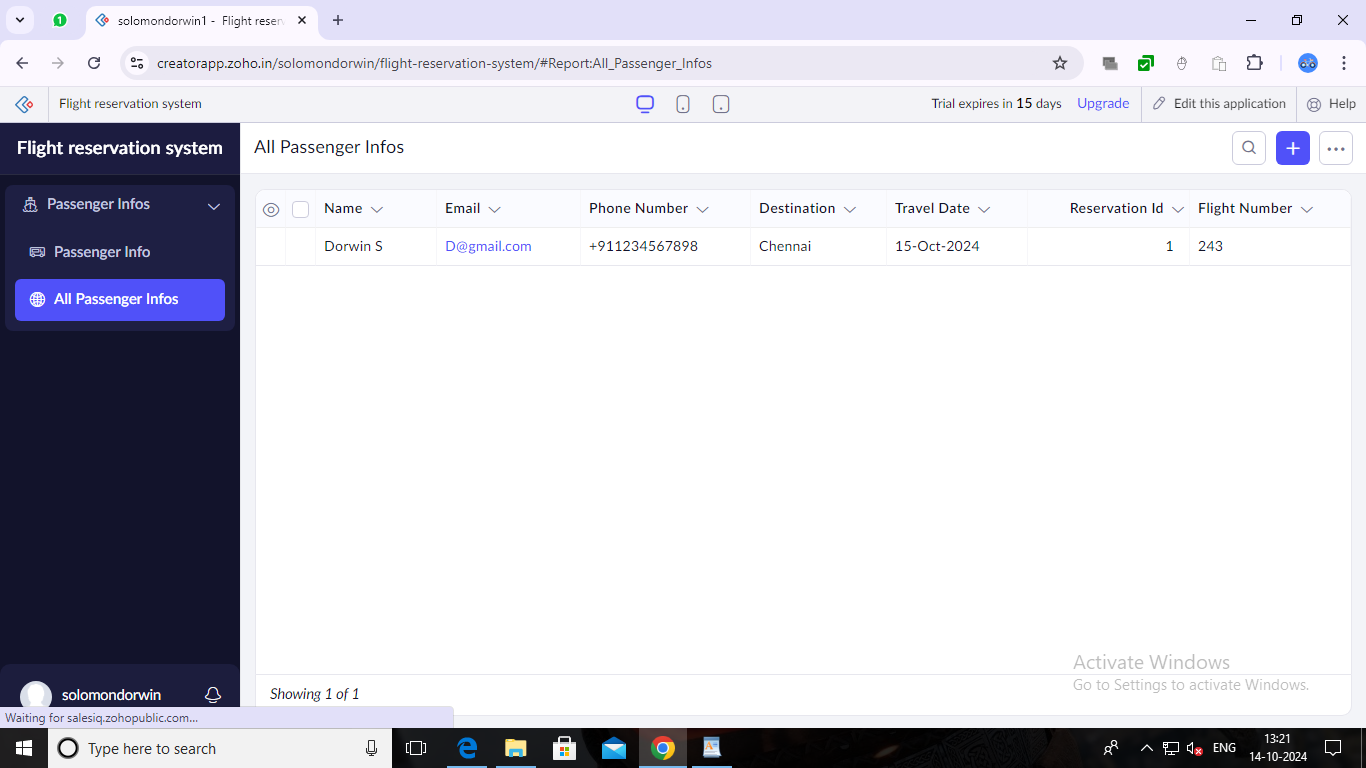 1
solomondorwin1 - Flight reser
creatorapp.zoho.in/solomondorwin/flight-reservation-system/#Report:All_Passenger_Infos
Flight reservation system
Trial expires in 15 days Upgrade Edit this application Help
Flight reservation system
All Passenger Infos
Passenger Infos
Passenger Info
All Passenger Infos
Name Email Phone Number Destination Travel Date Reservation Id Flight Number
Dorwin S D@gmail.com +911234567898 Chennai 15-Oct-2024 1 243
Activate Windows
Go to Settings to activate Windows.
Showing 1 of 1
solomondorwin
Waiting for salesiq.zohopublic.com...
Type here to search
ENG
13:21
14-10-2024